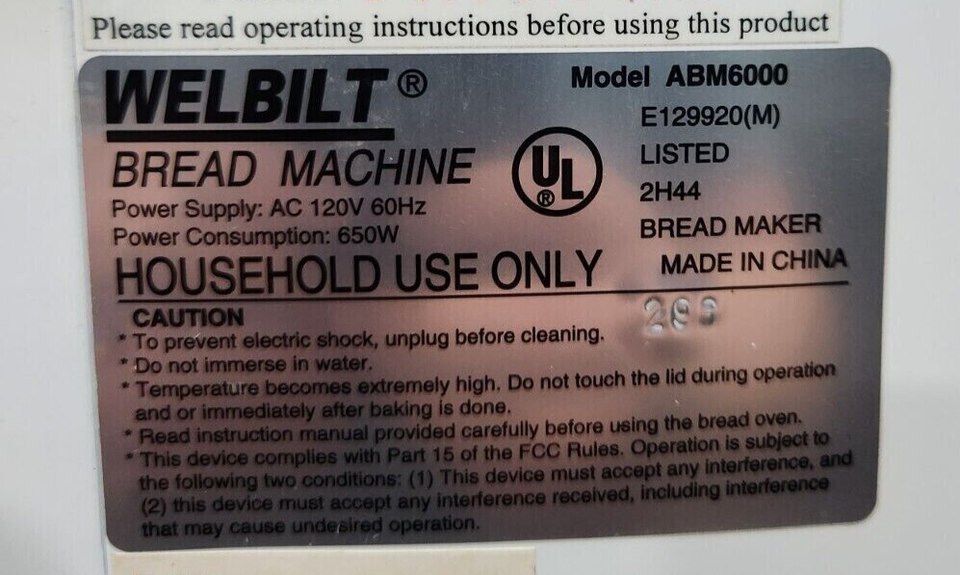 Please read operating instructions before using this product
WELBILT®
Model ABM6000
BREAD MACHINE
UL®
E129920(M)
LISTED
2H44
BREAD MAKER
MADE IN CHINA
Power Supply: AC 120V 60Hz
Power Consumption: 650W
HOUSEHOLD USE ONLY
CAUTION
* To prevent electric shock, unplug before cleaning.
* Do not immerse in water.
* Temperature becomes extremely high. Do not touch the lid during operation
and or immediately after baking is done.
* Read instruction manual provided carefully before using the bread oven.
* This device complies with Part 15 of the FCC Rules. Operation is subject to
the following two conditions: (1) This device must accept any interference, and
(2) this device must accept any interference received, including interference
that may cause undesired operation.